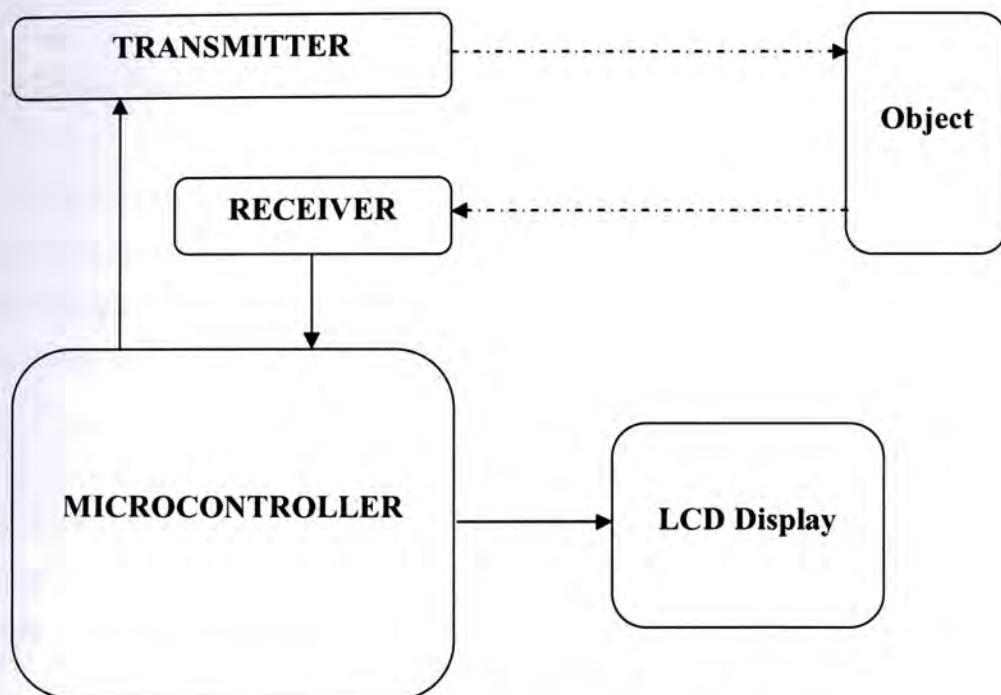 TRANSMITTER
Object
RECEIVER
MICROCONTROLLER
LCD Display